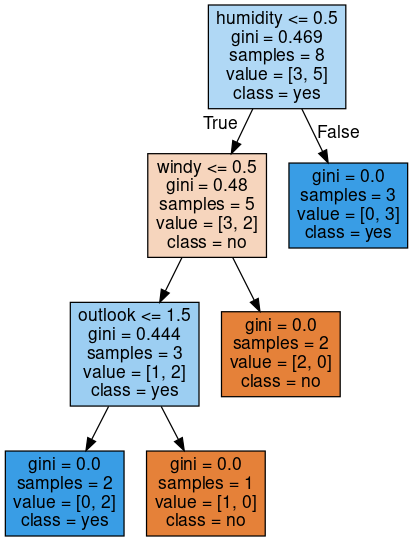 humidity <= 0.5
gini = 0.469
samples = 8
value = [3, 5]
class = yes
True
False
windy <= 0.5
gini = 0.48
samples = 5
value = [3, 2]
class = no
gini = 0.0
samples = 3
value = [0, 3]
class = yes
outlook <= 1.5
gini = 0.444
samples = 3
value = [1, 2]
class = yes
gini = 0.0
samples = 2
value = [2, 0]
class = no
gini = 0.0
samples = 2
value = [0, 2]
class = yes
gini = 0.0
samples = 1
value = [1, 0]
class = no